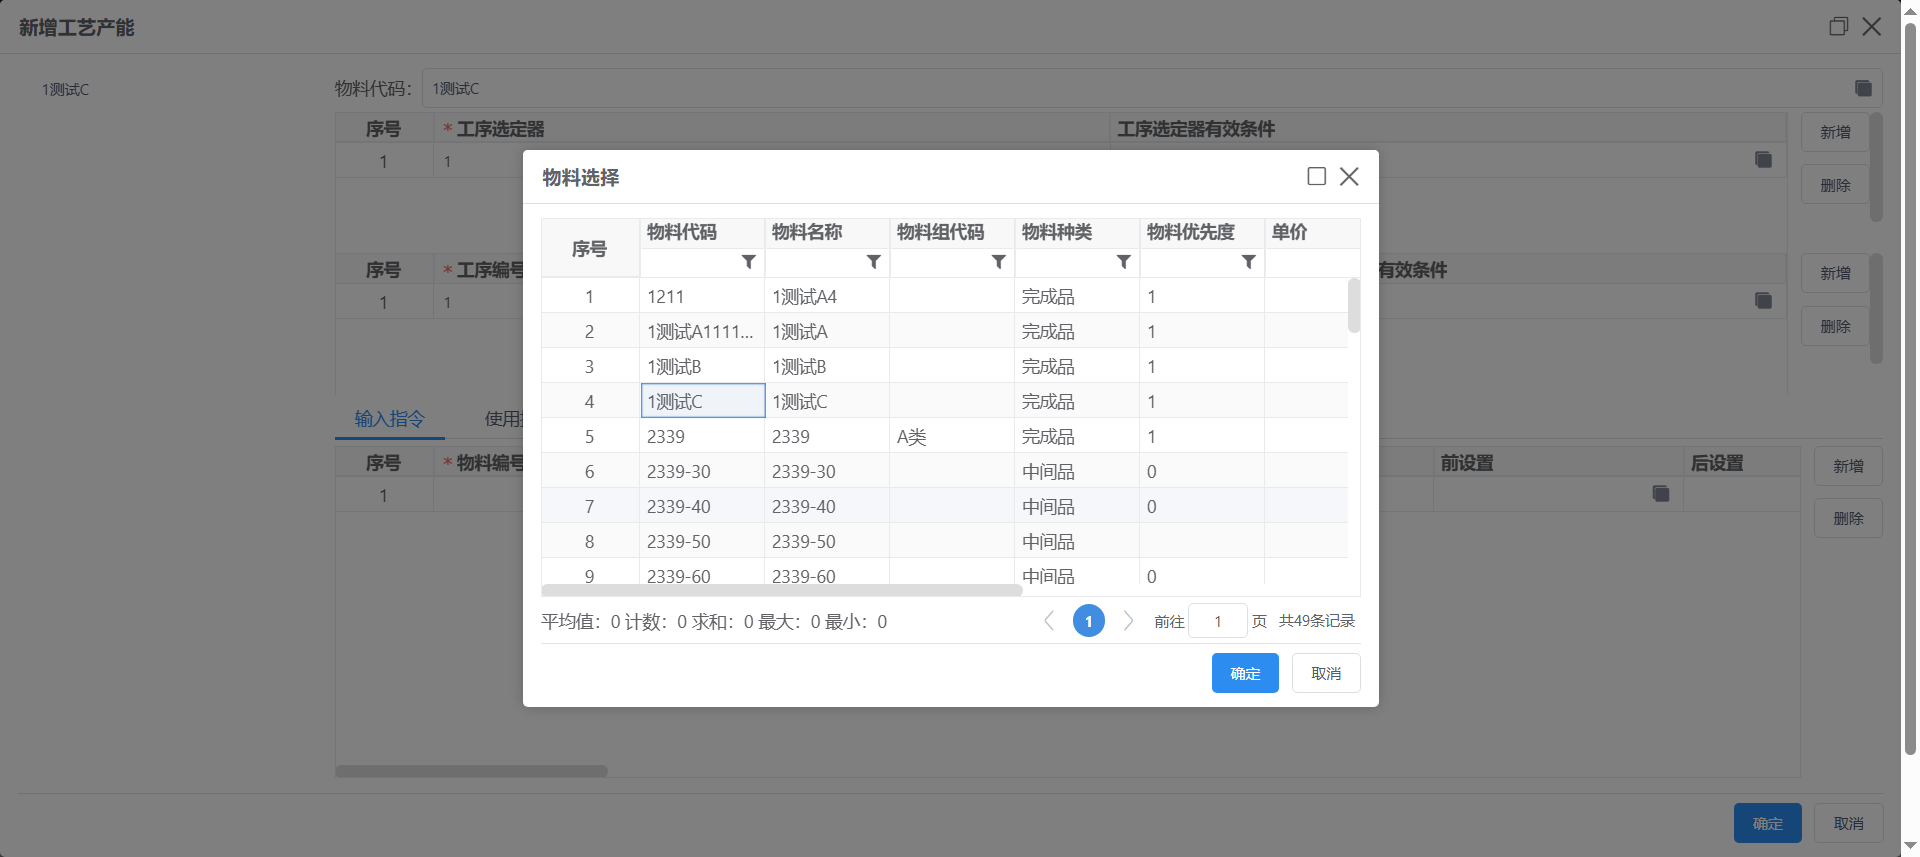 新增工艺产能
1测试C
物料代码： 1测试C
序号 * 工序选定器 工序选定器有效条件
1 1
新增
删除
序号 * 工序编号 有效条件
1 1
新增
删除
输入指令 使用
序号 * 物料编号 前设置 后设置
1
新增
删除
确定 取消
物料选择
序号 物料代码 物料名称 物料组代码 物料种类 物料优先度 单价
1 1211 1测试A4 完成品 1
2 1测试A1111... 1测试A 完成品 1
3 1测试B 1测试B 完成品 1
4 1测试C 1测试C 完成品 1
5 2339 2339 A类 完成品 1
6 2339-30 2339-30 中间品 0
7 2339-40 2339-40 中间品 0
8 2339-50 2339-50 中间品
9 2339-60 2339-60 中间品 0
平均值：0 计数：0 求和：0 最大：0 最小：0
1 前往 1 页 共49条记录
确定 取消